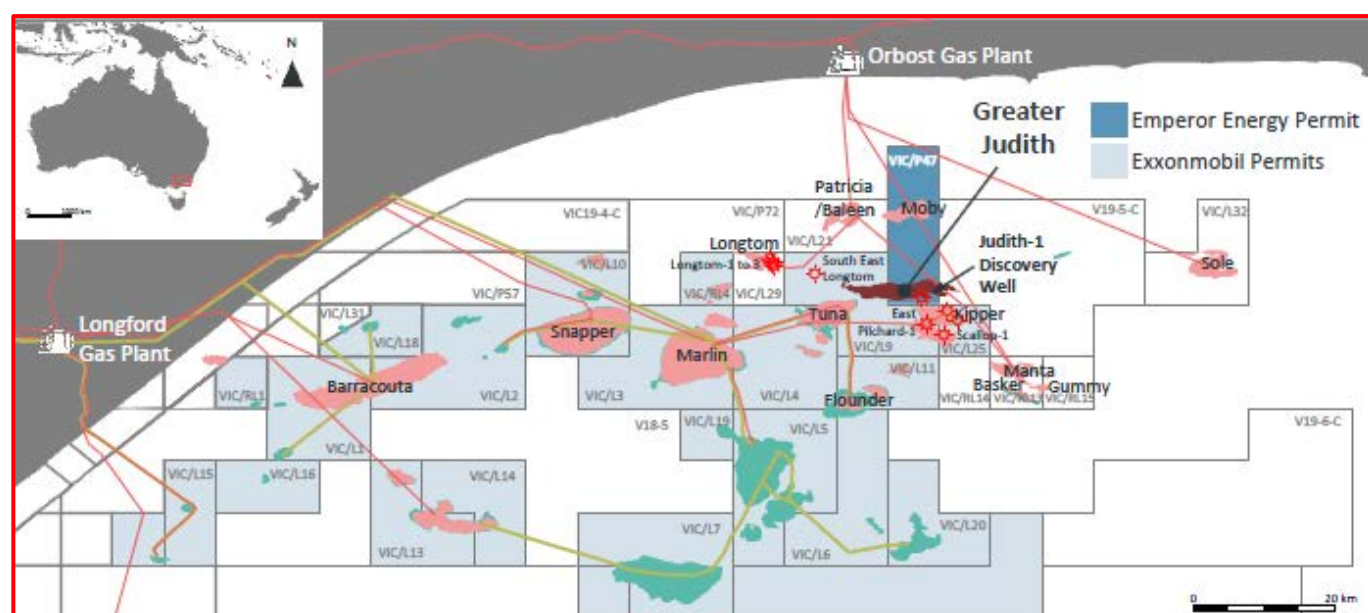 N
Orbost Gas Plant
Greater
Judith
Emperor Energy Permit
Exxonmobil Permits
VIC/P47
Patricia
/Baleen
Moby
VIC19-4-C
VIC/P72
VIC/L21
V19-5-C
VIC/L32
Longtom
Longtom-1 to 3
South East
Longtom
Judith-1
Discovery
Well
Sole
VIC/L10
VIC/RL4
VIC/L29
VIC/P57
VIC/L31
Longford
Gas Plant
Snapper
Tuna
East
Pilchard-1
Kipper
Scallop-1
VIC/L18
Marlin
VIC/L9
VIC/L25
Barracouta
VIC/L11
Manta
Basker
Gummy
VIC/RL1
VIC/L2
VIC/L3
VIC/L4
Flounder
VIC/RL14
VIC/RL13
VIC/RL15
V18-5
VIC/L19
VIC/L5
V19-6-C
VIC/L1
VIC/L15
VIC/L16
VIC/L14
VIC/L7
VIC/L20
VIC/L13
VIC/L6
0
20 km